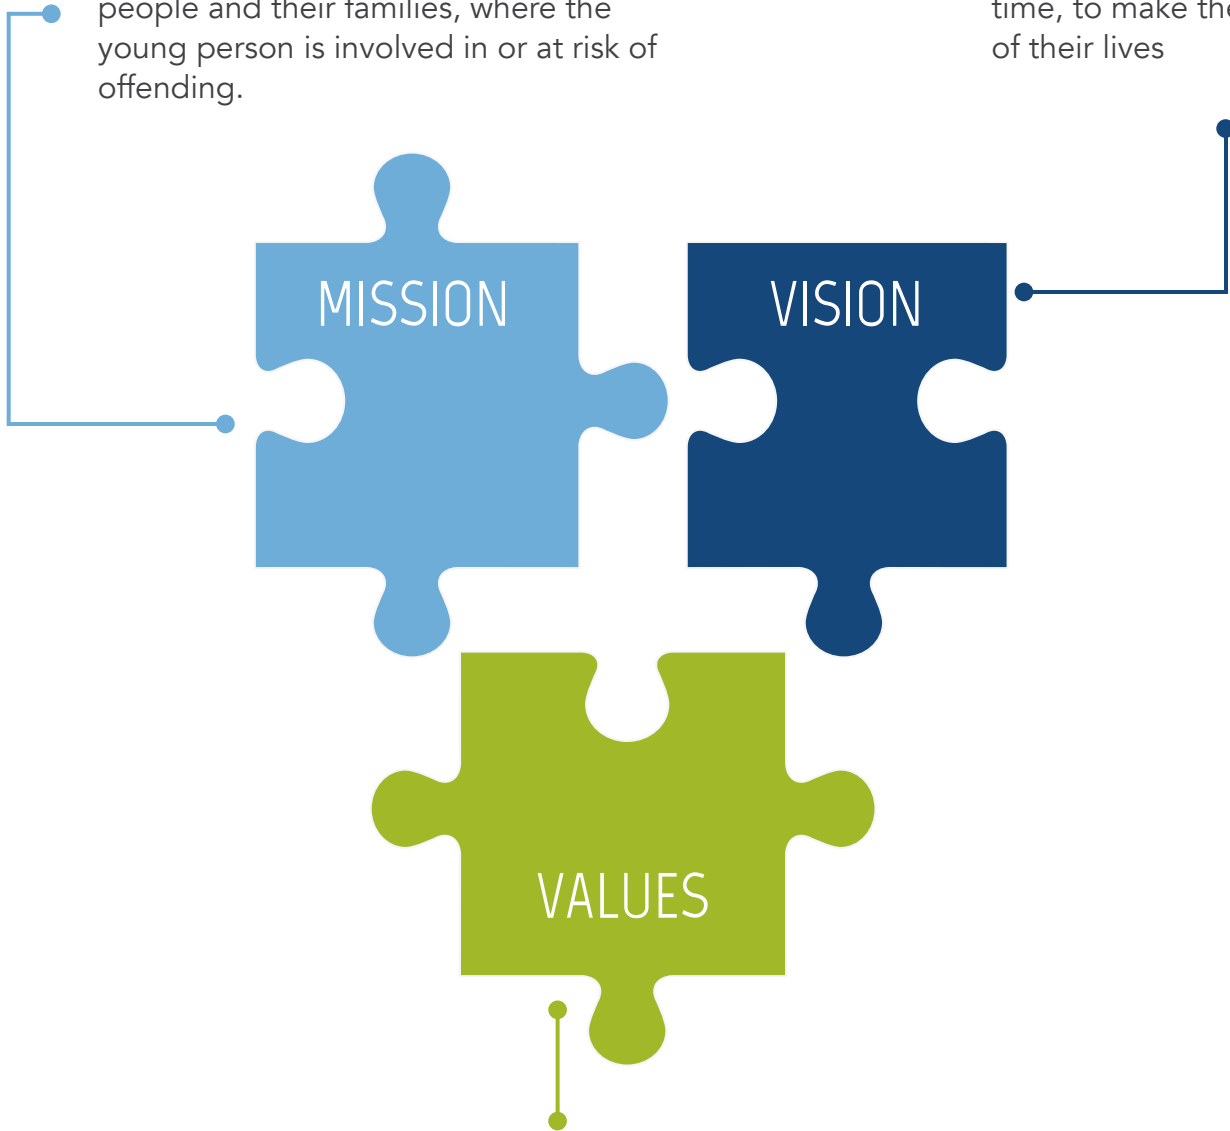 people and their families, where the
young person is involved in or at risk of
offending.
time, to make the
of their lives
MISSION
VISION
VALUES